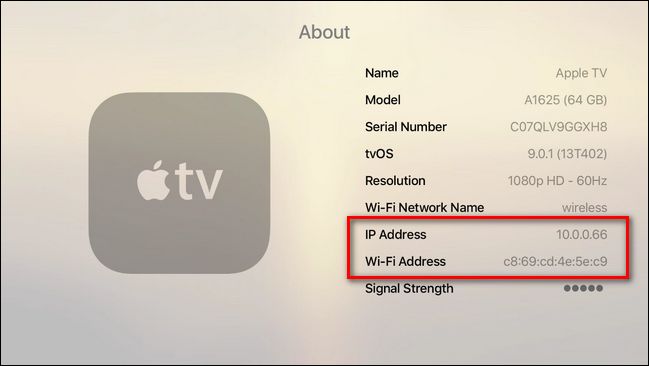 About
tv
Name Apple TV
Model A1625 (64 GB)
Serial Number C07QLV9GGXH8
tvOS 9.0.1 (13T402)
Resolution 1080p HD - 60Hz
Wi-Fi Network Name wireless
IP Address 10.0.0.66
Wi-Fi Address c8:69:cd:4e:5e:c9
Signal Strength